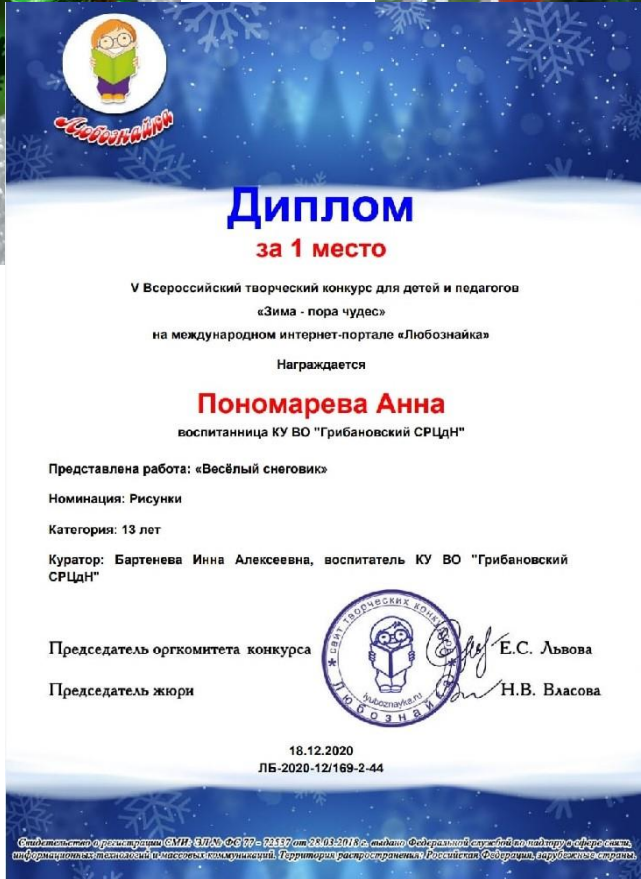 Любознайка
Диплом
за 1 место
V Всероссийский творческий конкурс для детей и педагогов
«Зима - пора чудес»
на международном интернет-портале «Любознайка»
Награждается
Пономарева Анна
воспитанница КУ ВО "Грибановский СРЦдН"
Представлена работа: «Весёлый снеговик»
Номинация: Рисунки
Категория: 13 лет
Куратор: Бартенева Инна Алексеевна, воспитатель КУ ВО "Грибановский
СРЦдН"
сайт творческих конкурсов
lyuboznayka.ru
Любознайка
Председатель оргкомитета конкурса Е.С. Львова
Председатель жюри Н.В. Власова
18.12.2020
ЛБ-2020-12/169-2-44
Свидетельство о регистрации СМИ: ЭЛ № ФС 77 - 72537 от 28.03.2018 г. выдано Федеральной службой по надзору в сфере связи,
информационных технологий и массовых коммуникаций. Территория распространения: Российская Федерация, зарубежные страны.